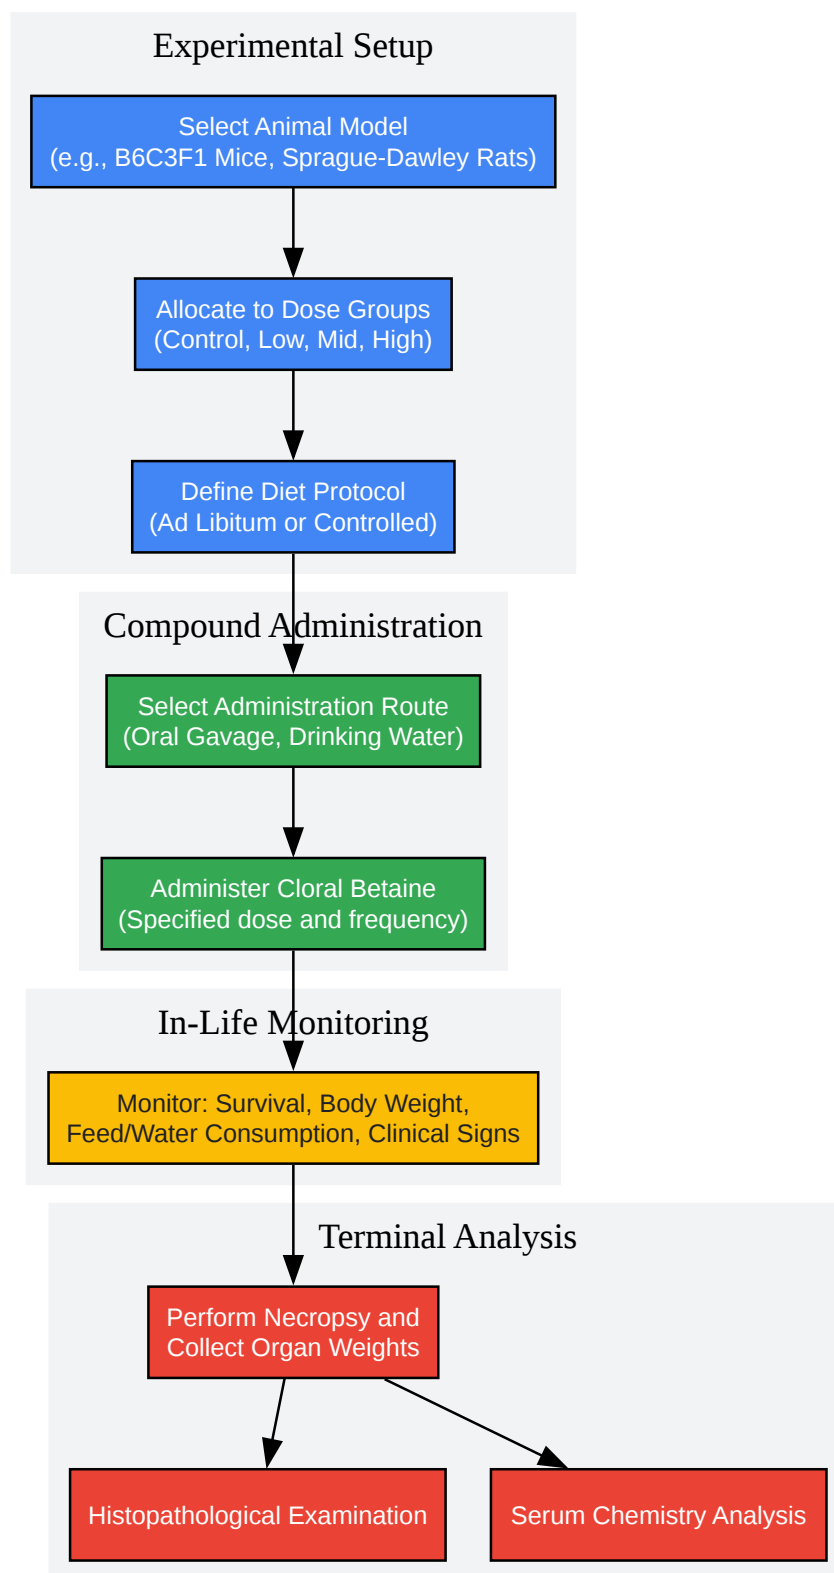 Experimental Setup
Select Animal Model
(e.g., B6C3F1 Mice, Sprague-Dawley Rats)
Allocate to Dose Groups
(Control, Low, Mid, High)
Define Diet Protocol
(Ad Libitum or Controlled)
Compound Administration
Select Administration Route
(Oral Gavage, Drinking Water)
Administer Cloral Betaine
(Specified dose and frequency)
In-Life Monitoring
Monitor: Survival, Body Weight,
Feed/Water Consumption, Clinical Signs
Terminal Analysis
Perform Necropsy and
Collect Organ Weights
Histopathological Examination
Serum Chemistry Analysis